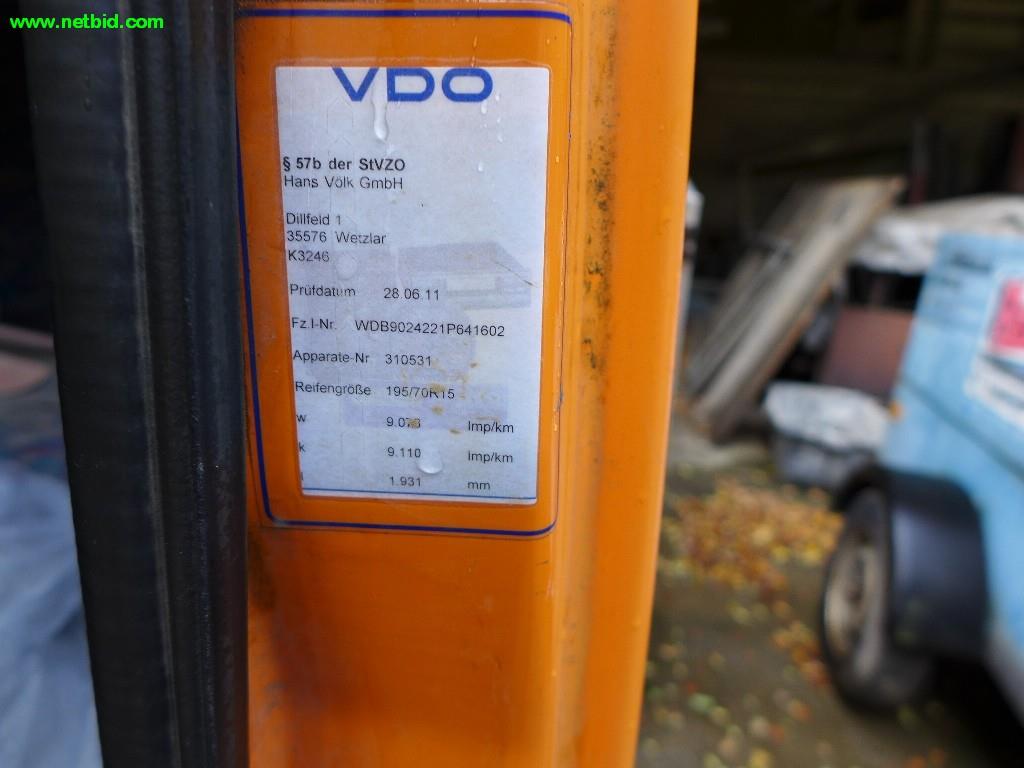 www.netbid.com
VDO
§ 57b der StVZO
Hans Völk GmbH
Dillfeld 1
35576 Wetzlar
K3246
Prüfdatum 28.06.11
Fz.I-Nr. WDB9024221P641602
Apparate-Nr 310531
Reifengröße 195/70R15
w Imp/km
k 9.110 Imp/km
l 1.931 mm